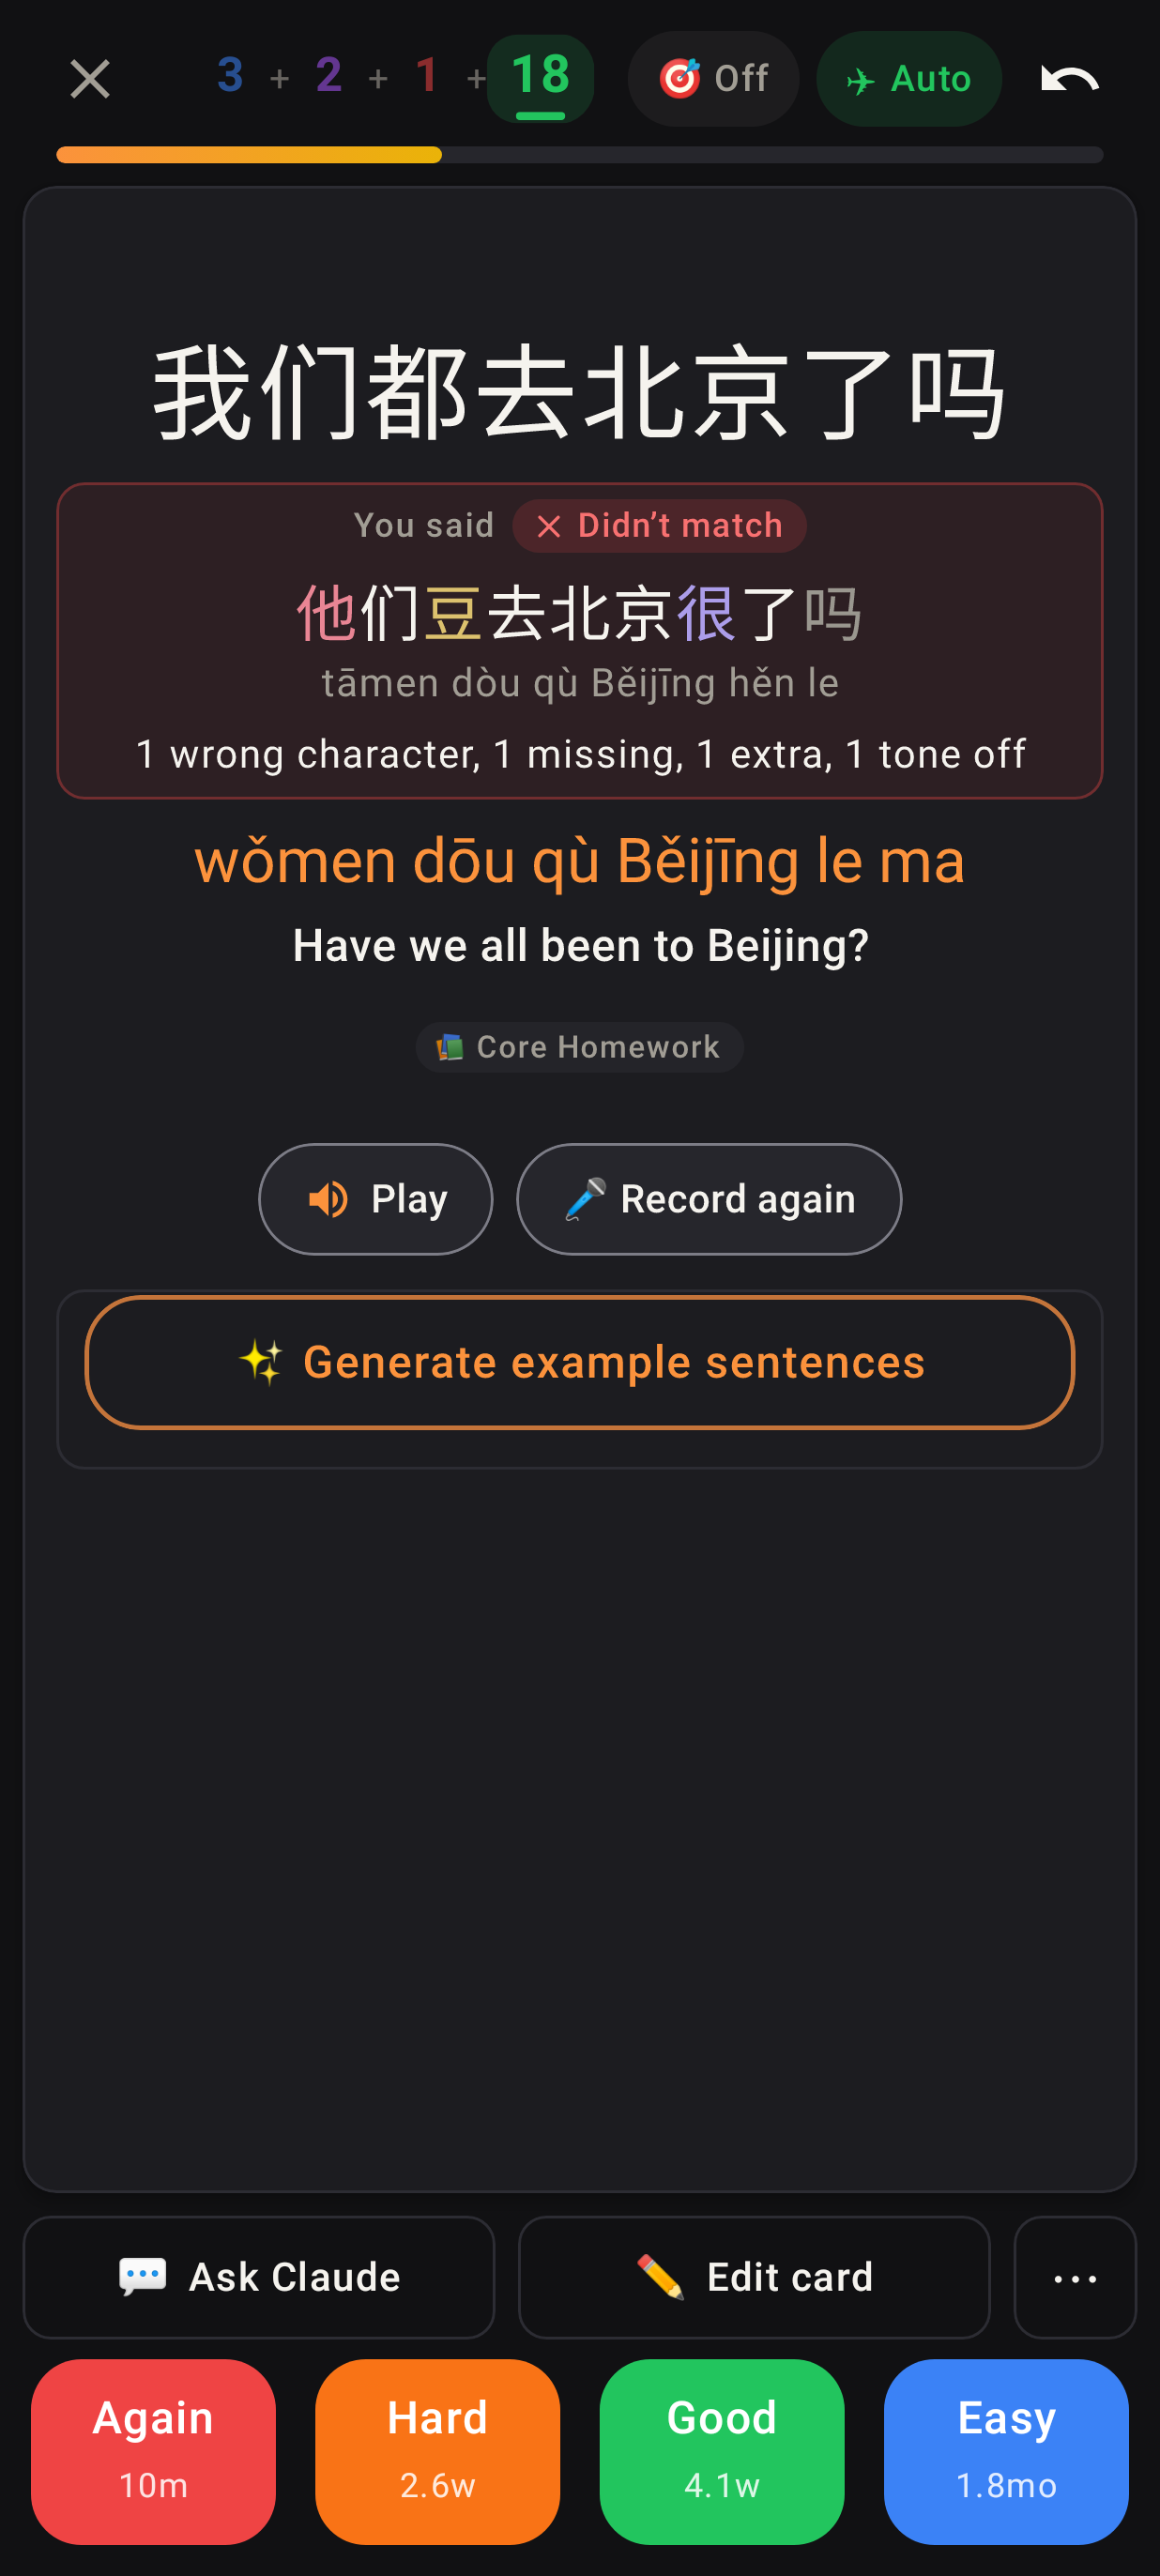 3 + 2 + 1 + 18 Off Auto
我们都去北京了吗
You said Didn’t match
他们豆去北京很了吗
tāmen dòu qù Běijīng hěn le
1 wrong character, 1 missing, 1 extra, 1 tone off
wǒmen dōu qù Běijīng le ma
Have we all been to Beijing?
Core Homework
Play Record again
Generate example sentences
Ask Claude Edit card ...
Again Hard Good Easy
10m 2.6w 4.1w 1.8mo